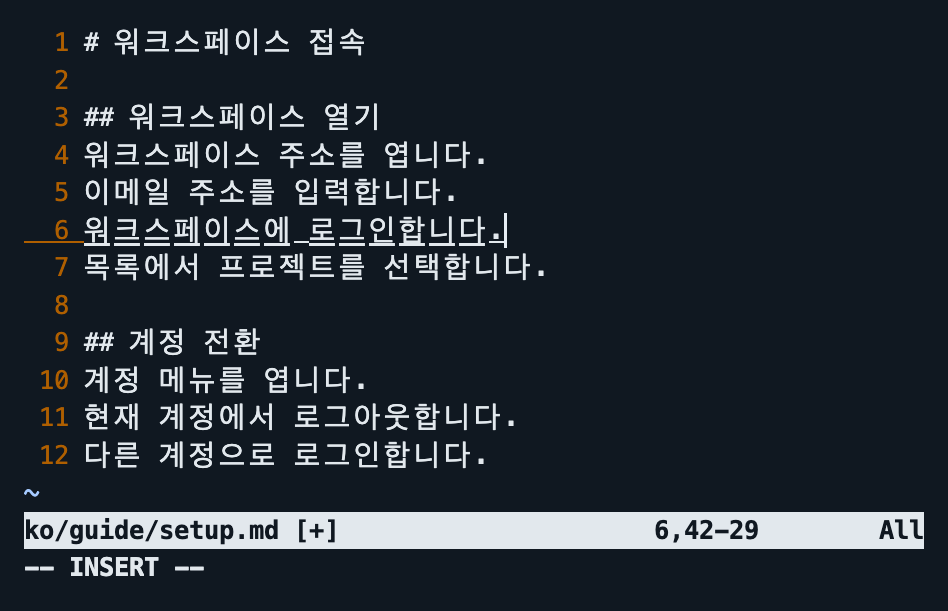 1 # 워크스페이스 접속
2
3 ## 워크스페이스 열기
4 워크스페이스 주소를 엽니다.
5 이메일 주소를 입력합니다.
6 워크스페이스에 로그인합니다.
7 목록에서 프로젝트를 선택합니다.
8
9 ## 계정 전환
10 계정 메뉴를 엽니다.
11 현재 계정에서 로그아웃합니다.
12 다른 계정으로 로그인합니다.
~
ko/guide/setup.md [+] 6,42-29 All
-- INSERT --